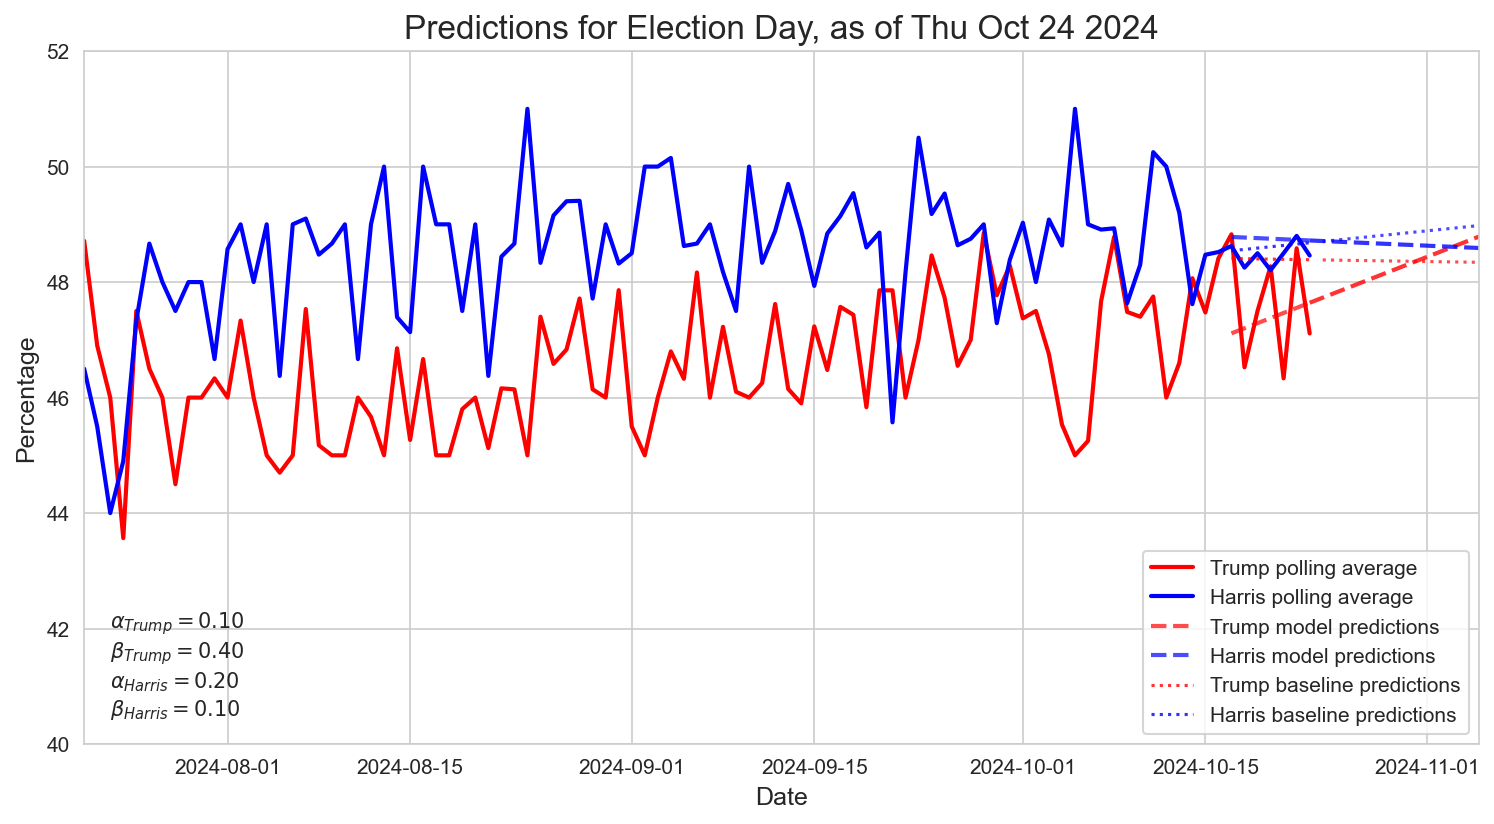 Predictions for Election Day, as of Thu Oct 24 2024
52
50
48
46
44
42
40
Percentage
α_Trump = 0.10
β_Trump = 0.40
α_Harris = 0.20
β_Harris = 0.10
Trump polling average
Harris polling average
Trump model predictions
Harris model predictions
Trump baseline predictions
Harris baseline predictions
2024-08-01 2024-08-15 2024-09-01 2024-09-15 2024-10-01 2024-10-15 2024-11-01
Date